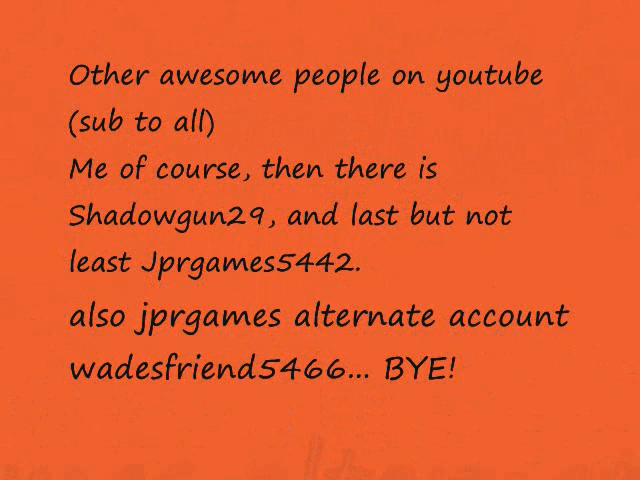 Other awesome people on youtube
(sub to all)
Me of course, then there is
Shadowgun29, and last but not
least Jprgames5442.
also jprgames alternate account
wadesfriend5466... BYE!